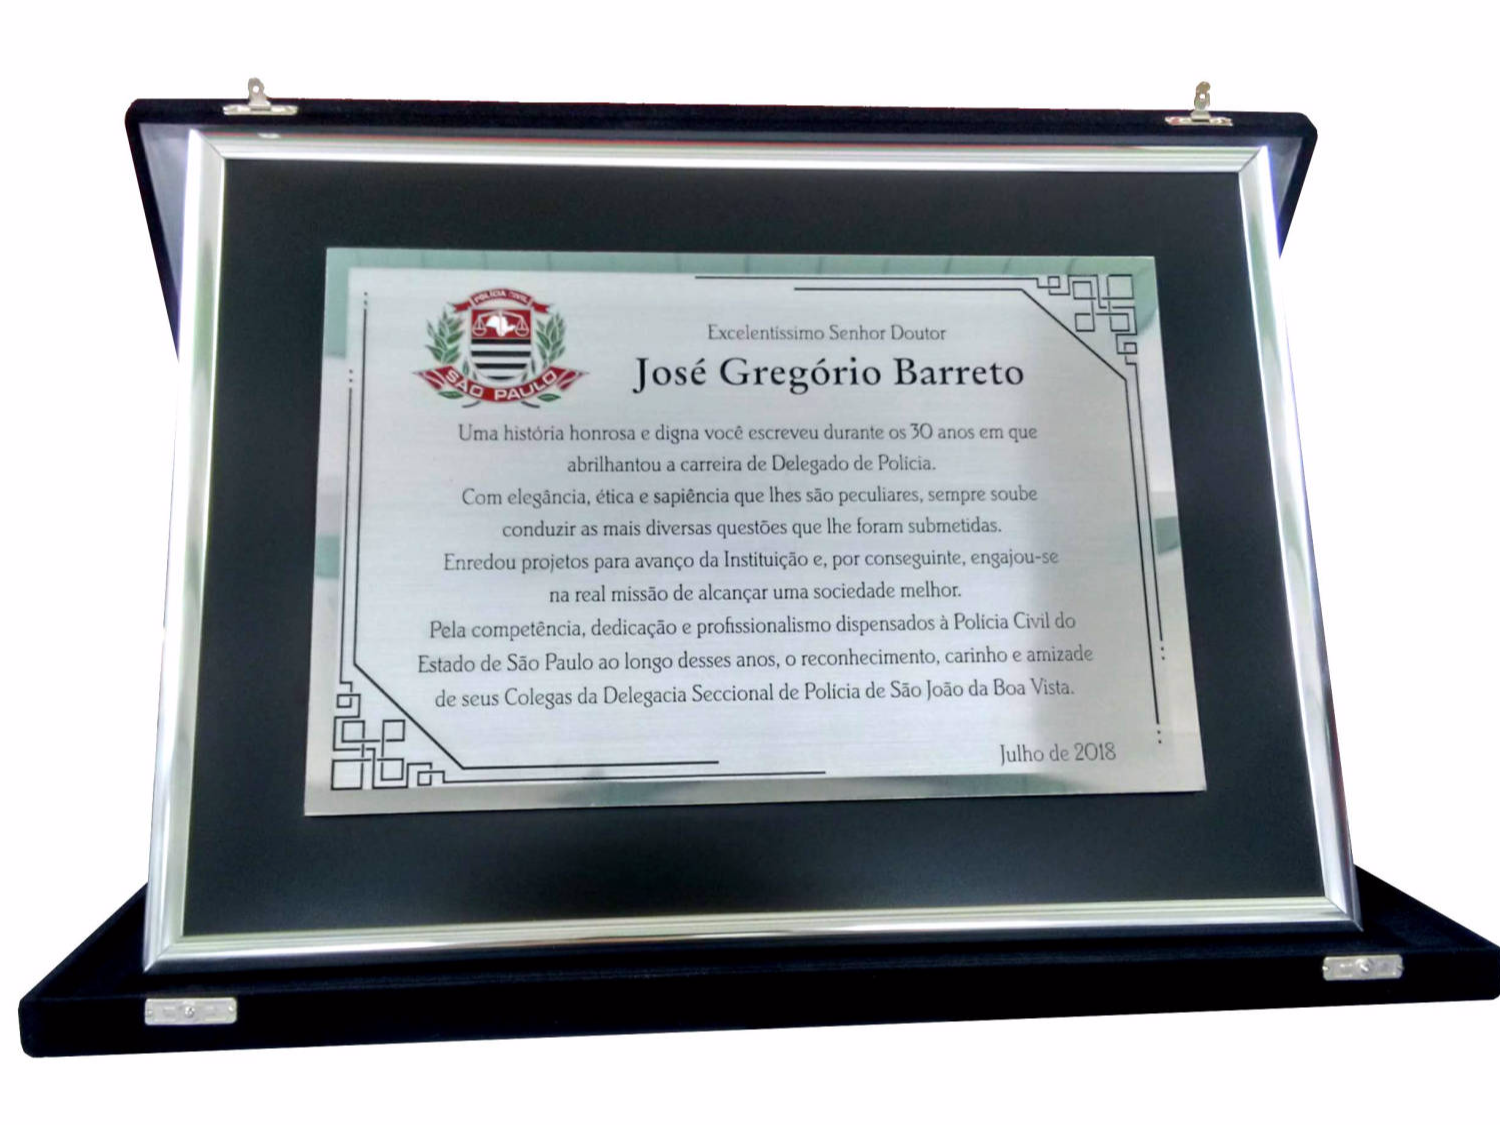 POLÍCIA CIVIL
SÃO PAULO
Excelentíssimo Senhor Doutor
José Gregório Barreto
Uma história honrosa e digna você escreveu durante os 30 anos em que
abrilhantou a carreira de Delegado de Polícia.
Com elegância, ética e sapiência que lhes são peculiares, sempre soube
conduzir as mais diversas questões que lhe foram submetidas.
Enredou projetos para avanço da Instituição e, por conseguinte, engajou-se
na real missão de alcançar uma sociedade melhor.
Pela competência, dedicação e profissionalismo dispensados à Polícia Civil do
Estado de São Paulo ao longo desses anos, o reconhecimento, carinho e amizade
de seus Colegas da Delegacia Seccional de Polícia de São João da Boa Vista.
Julho de 2018